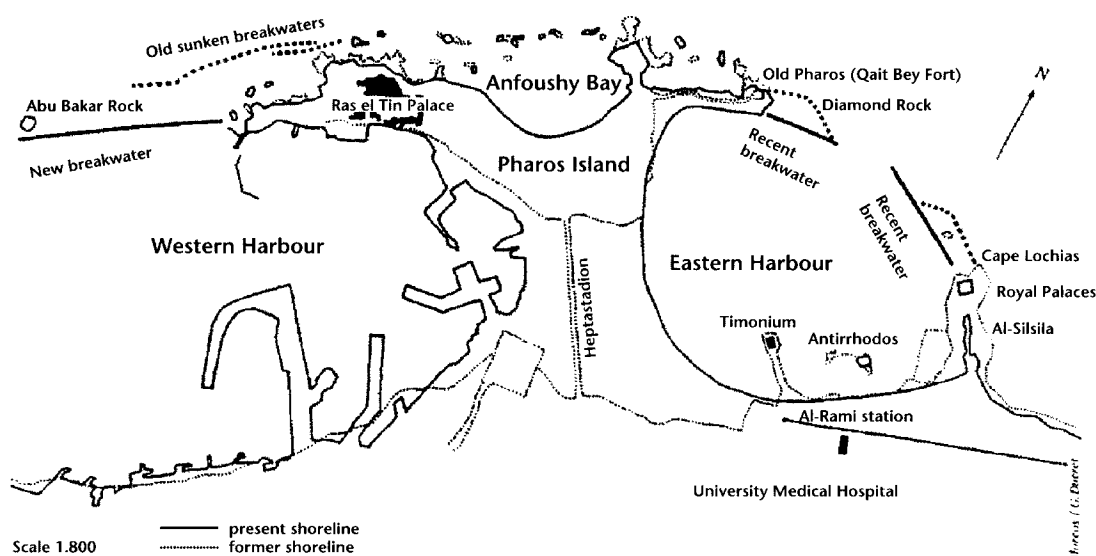 Old sunken breakwaters
Anfoushy Bay
Old Pharos (Qait Bey Fort)
N
Abu Bakar Rock
Ras el Tin Palace
Diamond Rock
New breakwater
Recent
breakwater
Pharos Island
Recent
breakwater
Western Harbour
Eastern Harbour
Cape Lochias
Royal Palaces
Heptastadion
Timonium
Antirrhodos
Al-Silsila
Al-Rami station
University Medical Hospital
G. Ducret
present shoreline
Scale 1.800
former shoreline